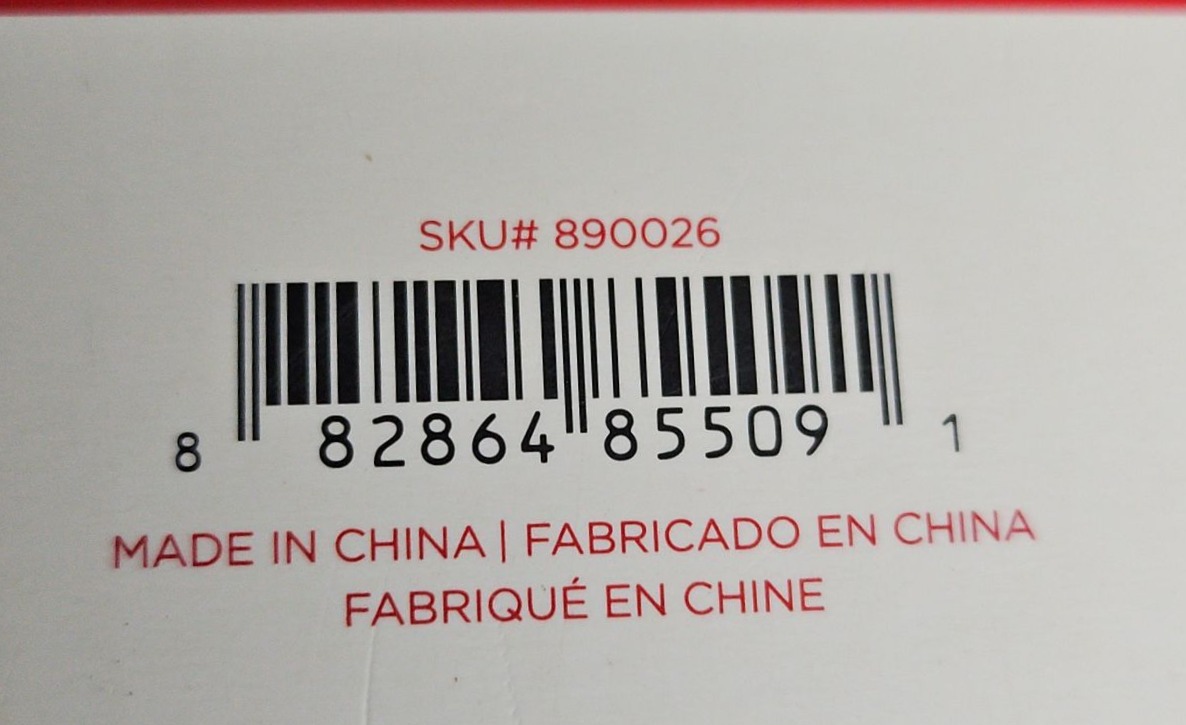 SKU# 890026
8 82864 85509 1
MADE IN CHINA | FABRICADO EN CHINA
FABRIQUÉ EN CHINE